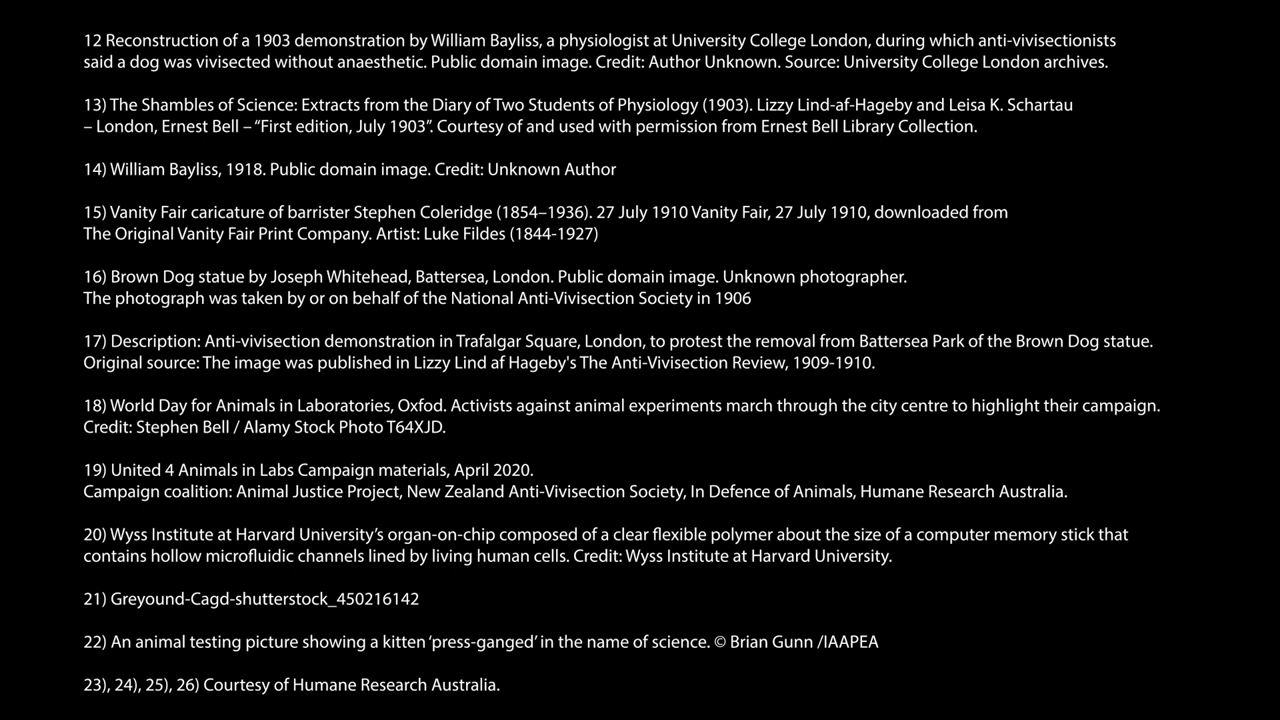 12 Reconstruction of a 1903 demonstration by William Bayliss, a physiologist at University College London, during which anti-vivisectionists
said a dog was vivisected without anaesthetic. Public domain image. Credit: Author Unknown. Source: University College London archives.
13) The Shambles of Science: Extracts from the Diary of Two Students of Physiology (1903). Lizzy Lind-af-Hageby and Leisa K. Schartau
– London, Ernest Bell – “First edition, July 1903”. Courtesy of and used with permission from Ernest Bell Library Collection.
14) William Bayliss, 1918. Public domain image. Credit: Unknown Author
15) Vanity Fair caricature of barrister Stephen Coleridge (1854–1936). 27 July 1910 Vanity Fair, 27 July 1910, downloaded from
The Original Vanity Fair Print Company. Artist: Luke Fildes (1844-1927)
16) Brown Dog statue by Joseph Whitehead, Battersea, London. Public domain image. Unknown photographer.
The photograph was taken by or on behalf of the National Anti-Vivisection Society in 1906
17) Description: Anti-vivisection demonstration in Trafalgar Square, London, to protest the removal from Battersea Park of the Brown Dog statue.
Original source: The image was published in Lizzy Lind af Hageby's The Anti-Vivisection Review, 1909-1910.
18) World Day for Animals in Laboratories, Oxfod. Activists against animal experiments march through the city centre to highlight their campaign.
Credit: Stephen Bell / Alamy Stock Photo T64XJD.
19) United 4 Animals in Labs Campaign materials, April 2020.
Campaign coalition: Animal Justice Project, New Zealand Anti-Vivisection Society, In Defence of Animals, Humane Research Australia.
20) Wyss Institute at Harvard University’s organ-on-chip composed of a clear flexible polymer about the size of a computer memory stick that
contains hollow microfluidic channels lined by living human cells. Credit: Wyss Institute at Harvard University.
21) Greyound-Cagd-shutterstock_450216142
22) An animal testing picture showing a kitten ‘press-ganged’ in the name of science. © Brian Gunn /IAAPEA
23), 24), 25), 26) Courtesy of Humane Research Australia.